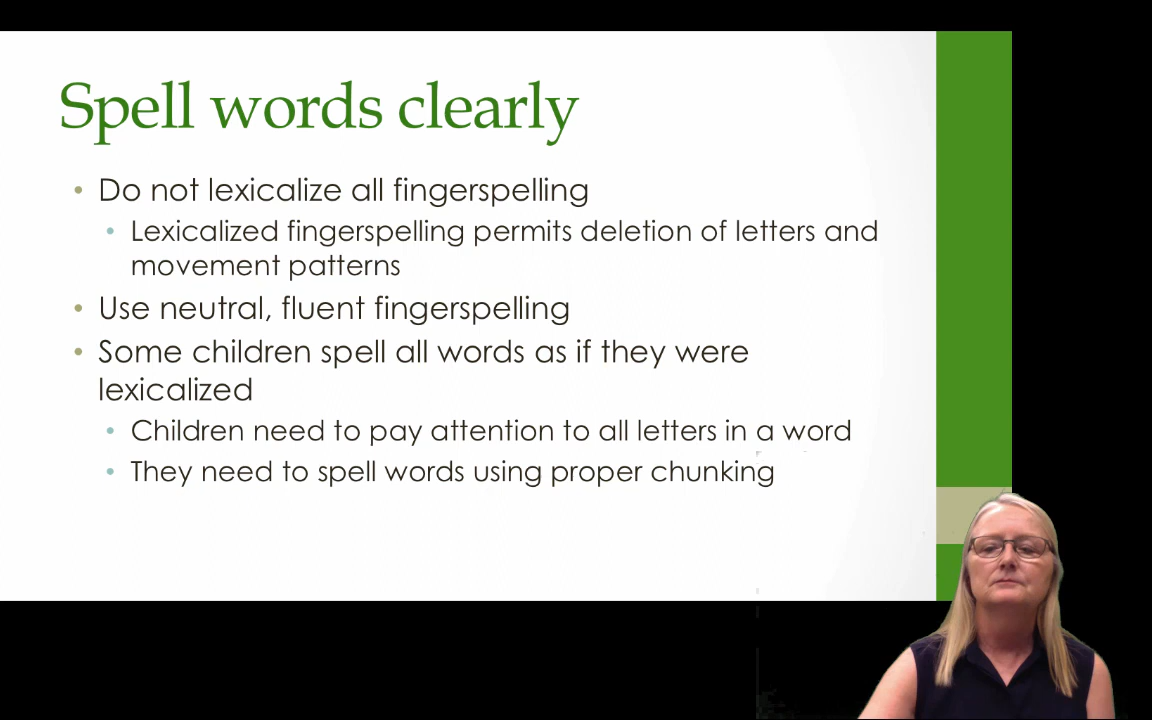 Spell words clearly
• Do not lexicalize all fingerspelling
• Lexicalized fingerspelling permits deletion of letters and
movement patterns
• Use neutral, fluent fingerspelling
• Some children spell all words as if they were
lexicalized
• Children need to pay attention to all letters in a word
• They need to spell words using proper chunking